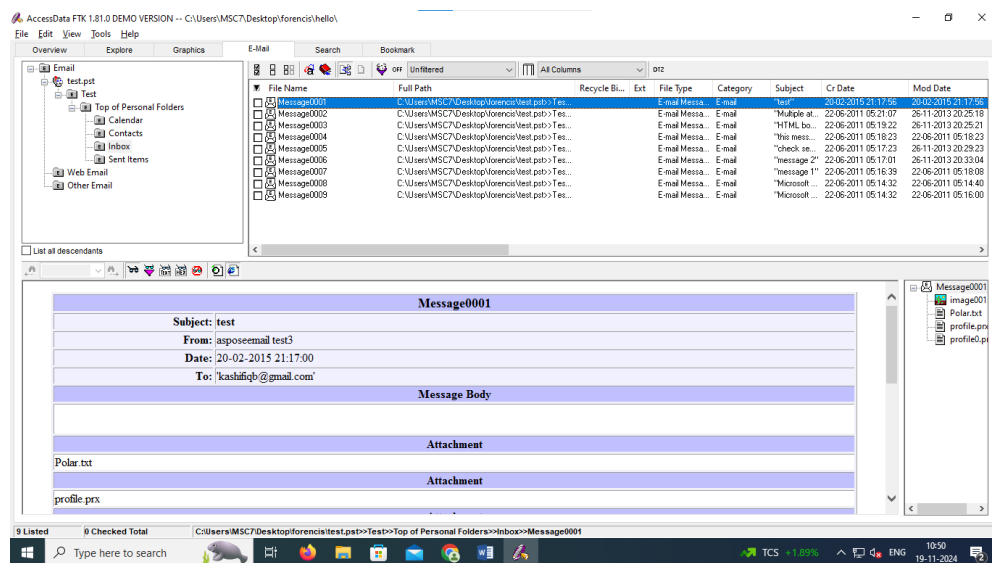 AccessData FTK 1.81.0 DEMO VERSION -- C:\Users\MSC7\Desktop\forencis\hello\
File Edit View Tools Help
Overview Explore Graphics E-Mail Search Bookmark
Email
test.pst
Test
Top of Personal Folders
Calendar
Contacts
Inbox
Sent Items
Web Email
Other Email
List all descendants
OFF Unfiltered All Columns DTZ
File Name Full Path Recycle Bi... Ext File Type Category Subject Cr Date Mod Date
Message0001 C:\Users\MSC7\Desktop\forencis\test.pst>>Tes... E-mail Messa... E-mail "test" 20-02-2015 21:17:56 20-02-2015 21:17:56
Message0002 C:\Users\MSC7\Desktop\forencis\test.pst>>Tes... E-mail Messa... E-mail "Multiple at... 22-06-2011 05:21:07 26-11-2013 20:25:18
Message0003 C:\Users\MSC7\Desktop\forencis\test.pst>>Tes... E-mail Messa... E-mail "HTML bo... 22-06-2011 05:19:22 26-11-2013 20:25:21
Message0004 C:\Users\MSC7\Desktop\forencis\test.pst>>Tes... E-mail Messa... E-mail "this mess... 22-06-2011 05:18:23 22-06-2011 05:18:23
Message0005 C:\Users\MSC7\Desktop\forencis\test.pst>>Tes... E-mail Messa... E-mail "check se... 22-06-2011 05:17:23 26-11-2013 20:29:23
Message0006 C:\Users\MSC7\Desktop\forencis\test.pst>>Tes... E-mail Messa... E-mail "message 2" 22-06-2011 05:17:01 26-11-2013 20:33:04
Message0007 C:\Users\MSC7\Desktop\forencis\test.pst>>Tes... E-mail Messa... E-mail "message 1" 22-06-2011 05:16:39 22-06-2011 05:18:08
Message0008 C:\Users\MSC7\Desktop\forencis\test.pst>>Tes... E-mail Messa... E-mail "Microsoft ... 22-06-2011 05:14:32 22-06-2011 05:14:40
Message0009 C:\Users\MSC7\Desktop\forencis\test.pst>>Tes... E-mail Messa... E-mail "Microsoft ... 22-06-2011 05:14:32 22-06-2011 05:16:00
Message0001
Subject: test
From: asposeemail test3
Date: 20-02-2015 21:17:00
To: 'kashifiqb@gmail.com'
Message Body
Attachment
Polar.txt
Attachment
profile.prx
Message0001
image001
Polar.txt
profile.prx
profile0.pr
9 Listed 0 Checked Total C:\Users\MSC7\Desktop\forencis\test.pst>>Test>>Top of Personal Folders>>Inbox>>Message0001
Type here to search TCS +1.89% ENG 10:50
19-11-2024 2